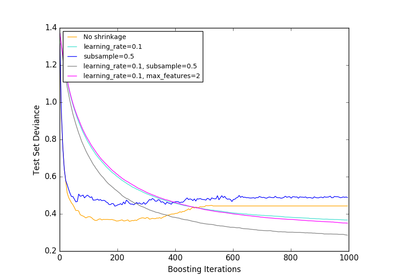 1.4
1.2
1.0
0.8
0.6
0.4
0.2
Test Set Deviance
No shrinkage
learning_rate=0.1
subsample=0.5
learning_rate=0.1, subsample=0.5
learning_rate=0.1, max_features=2
0 200 400 600 800 1000
Boosting Iterations